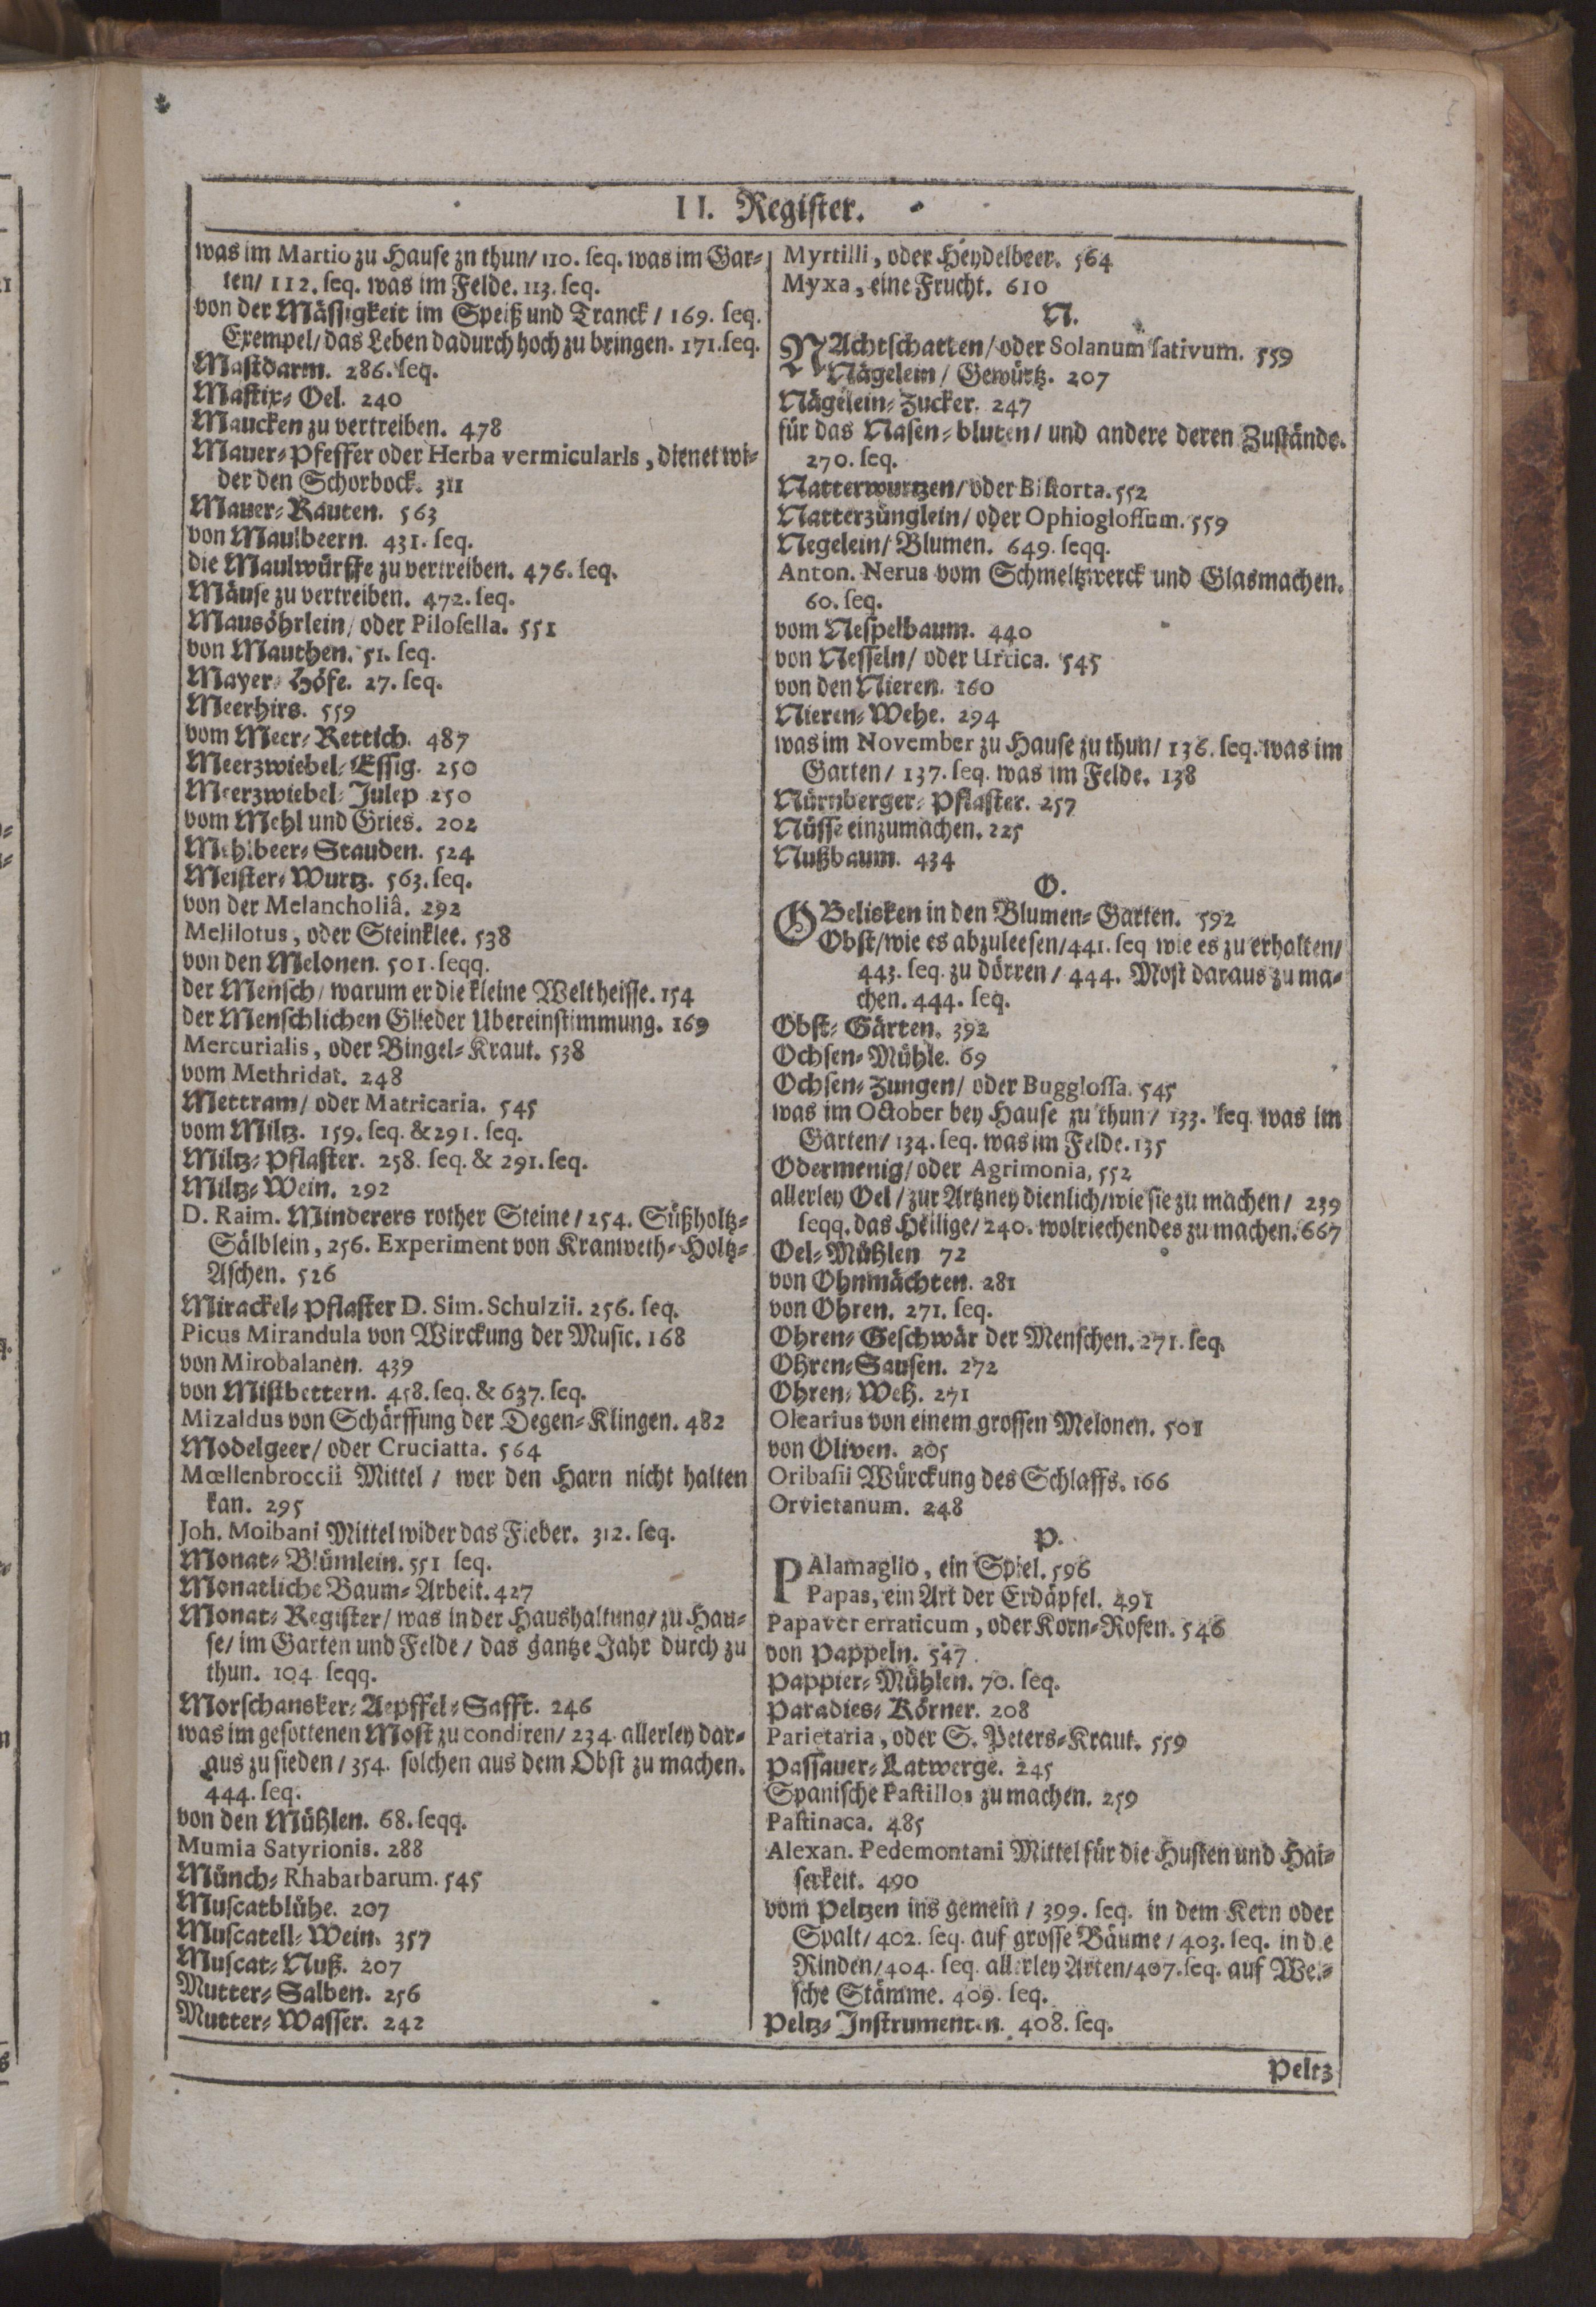 II. Register.
was im Martio zu Hause zn thun/ 110. seq. was im Gar-
ten/ 112. seq. was im Felde. 113. seq.
von der Mässigkeit im Speiß und Tranck / 169. seq.
Exempel/ das Leben dadurch hoch zu bringen. 171. seq.
Mastdarm. 286. seq.
Mastix-Oel. 240
Maucken zu vertreiben. 478
Mauer-Pfeffer oder Herba vermicularis, dienet wi-
der den Schorbock. 311
Mauer-Rauten. 563
von Maulbeern. 431. seq.
die Maulwürffe zu vertreiben. 476. seq.
Mäuse zu vertreiben. 472. seq.
Mausöhrlein/ oder Pilosella. 551
von Mauthen. 51. seq.
Mayer-Höfe. 27. seq.
Meerhirs. 559
vom Meer-Rettich. 487
Meerzwiebel-Essig. 250
Meerzwiebel-Julep 250
vom Mehl und Gries. 202
Mehlbeer-Stauden. 524
Meister-Wurtz. 563. seq.
von der Melancholiâ. 292
Melilotus, oder Steinklee. 538
von den Melonen. 501. seqq.
der Mensch/ warum er die kleine Welt heisse. 154
der Menschlichen Glieder Ubereinstimmung. 169
Mercurialis, oder Bingel-Kraut. 538
vom Methridat. 248
Mettram/ oder Matricaria. 545
vom Miltz. 159. seq. & 291. seq.
Miltz-Pflaster. 258. seq. & 291. seq.
Miltz-Wein. 292
D. Raim. Minderers rother Steine / 254. Süßholtz-
Sälblein, 256. Experiment von Kranweth-Holtz-
Aschen. 526
Mirackel-Pflaster D. Sim. Schulzii. 256. seq.
Picus Mirandula von Wirckung der Music. 168
von Mirobalanen. 439
von Mistbettern. 458. seq. & 637. seq.
Mizaldus von Schärffung der Degen-Klingen. 482
Modelgeer/ oder Cruciatta. 564
Mœllenbroccii Mittel / wer den Harn nicht halten
kan. 295
Joh. Moibani Mittel wider das Fieber. 312. seq.
Monat-Blümlein. 551 seq.
Monatliche Baum-Arbeit. 427
Monat-Register/ was in der Haushaltung/ zu Hau-
se/ im Garten und Felde / das gantze Jahr durch zu
thun. 104 seqq.
Morschansker-Aepffel-Safft. 246
was im gesottenen Most zu condiren/ 234. allerley dar-
aus zu sieden / 354. solchen aus dem Obst zu machen.
444. seq.
von den Mühlen. 68. seqq.
Mumia Satyrionis. 288
Münch-Rhabarbarum. 545
Muscatblühe. 207
Muscatell-Wein. 357
Muscat-Nuß. 207
Mutter-Salben. 256
Mutter-Wasser. 242
Myrtilli, oder Heydelbeer. 564
Myxa, eine Frucht. 610
N.
NAchtschatten/ oder Solanum sativum. 559
Nägelein / Gewürtz. 207
Nägelein-Zucker. 247
für das Nasen-bluten / und andere deren Zustände.
270. seq.
Natterwurtzen/ oder Bistorta. 552
Natterzünglein/ oder Ophioglossum. 559
Negelein/ Blumen. 649. seqq.
Anton. Nerus vom Schmeltzwerck und Glasmachen.
60. seq.
vom Nespelbaum. 440
von Nesseln/ oder Urtica. 545
von den Nieren. 160
Nieren-Wehe. 294
was im November zu Hause zu thun/ 136. seq. was im
Garten / 137. seq. was im Felde. 138
Nürnberger-Pflaster. 257
Nüsse einzumachen. 225
Nußbaum. 434
O.
OBelisken in den Blumen-Garten. 592
Obst/ wie es abzuleesen/ 441. seq wie es zu erhalten/
443. seq. zu dörren / 444. Most daraus zu ma-
chen. 444. seq.
Obst-Gärten. 392
Ochsen-Mühle. 69
Ochsen-Zungen/ oder Bugglossa. 545
was im October bey Hause zu thun / 133. seq. was im
Garten / 134. seq. was im Felde. 135
Odermenig/ oder Agrimonia, 552
allerley Oel / zur Artzney dienlich/ wie sie zu machen / 239
seqq. das Heilige/ 240. wolriechendes zu machen. 667
Oel-Mühlen 72
von Ohnmächten. 281
von Ohren. 271. seq.
Ohren-Geschwär der Menschen. 271. seq.
Ohren-Sausen. 272
Ohren-Weh. 271
Olearius von einem grossen Melonen. 501
von Oliven. 205
Oribasii Würckung des Schlaffs. 166
Orvietanum. 248
P.
PAlamaglio, ein Spiel. 596
Papas, ein Art der Erdäpfel. 491
Papaver erraticum, oder Korn-Rosen. 546
von Pappeln. 547
Pappier-Mühlen. 70. seq.
Paradies-Körner. 208
Parietaria, oder S. Peters-Kraut. 559
Passauer-Latwerge. 245
Spanische Pastillos zu machen. 259
Pastinaca. 485
Alexan. Pedemontani Mittel für die Husten und Hai-
serkeit. 490
vom Peltzen ins gemein / 399. seq. in dem Kern oder
Spalt / 402. seq. auf grosse Bäume / 403. seq. in die
Rinden/ 404. seq. allerley Arten/ 407. seq. auf Wel-
sche Stämme. 409. seq.
Peltz-Instrumenten. 408. seq.
Peltz